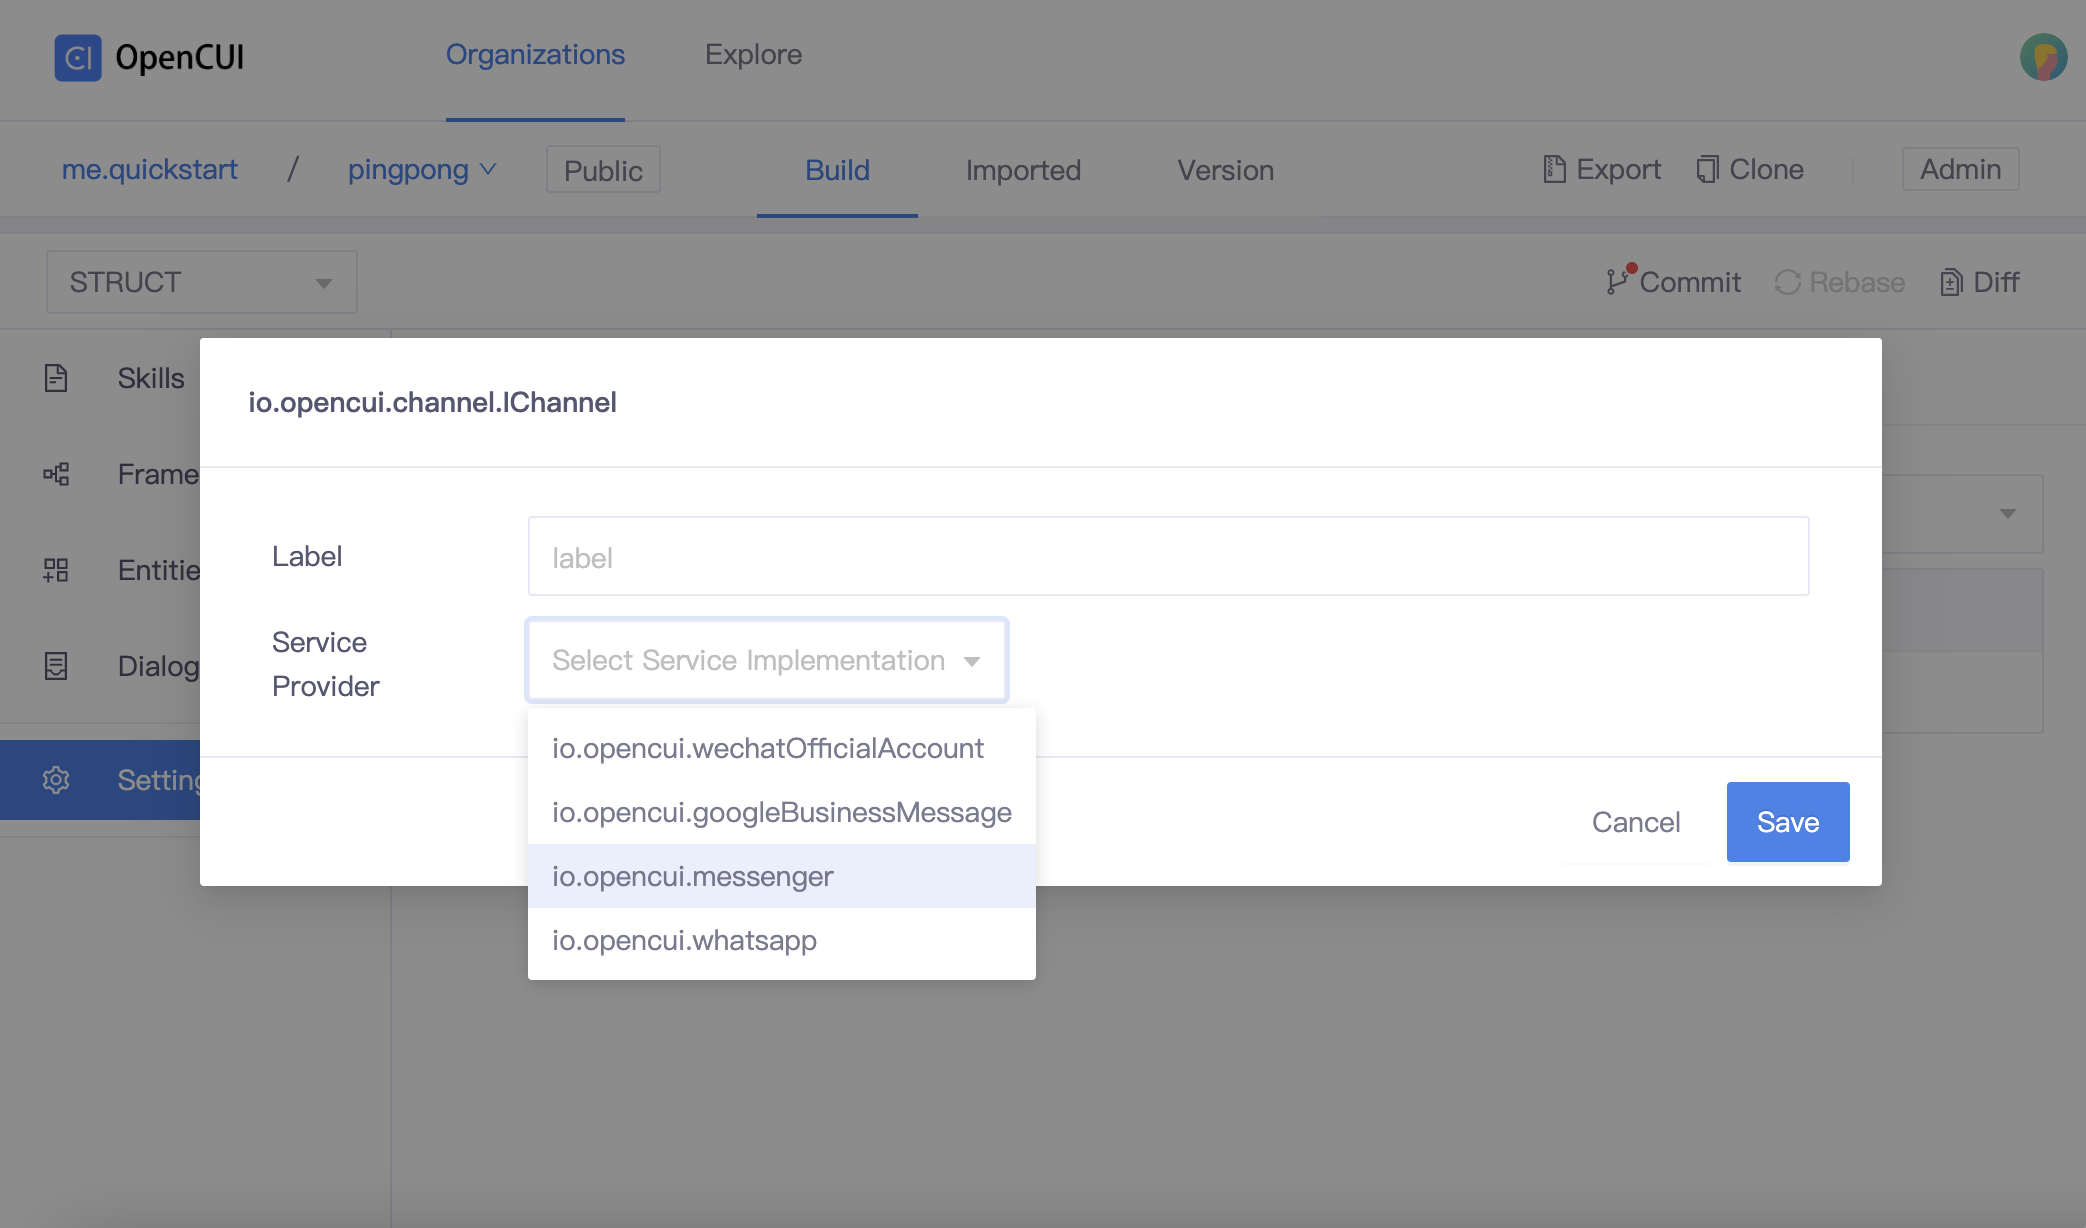 CI OpenCUI
Organizations
Explore
me.quickstart / pingpong
Public
Build
Imported
Version
Export
Clone
Admin
STRUCT
Commit
Rebase
Diff
Skills
Frame
Entitie
Dialog
Setting
io.opencui.channel.IChannel
Label
label
Service
Provider
Select Service Implementation
io.opencui.wechatOfficialAccount
io.opencui.googleBusinessMessage
io.opencui.messenger
io.opencui.whatsapp
Cancel
Save